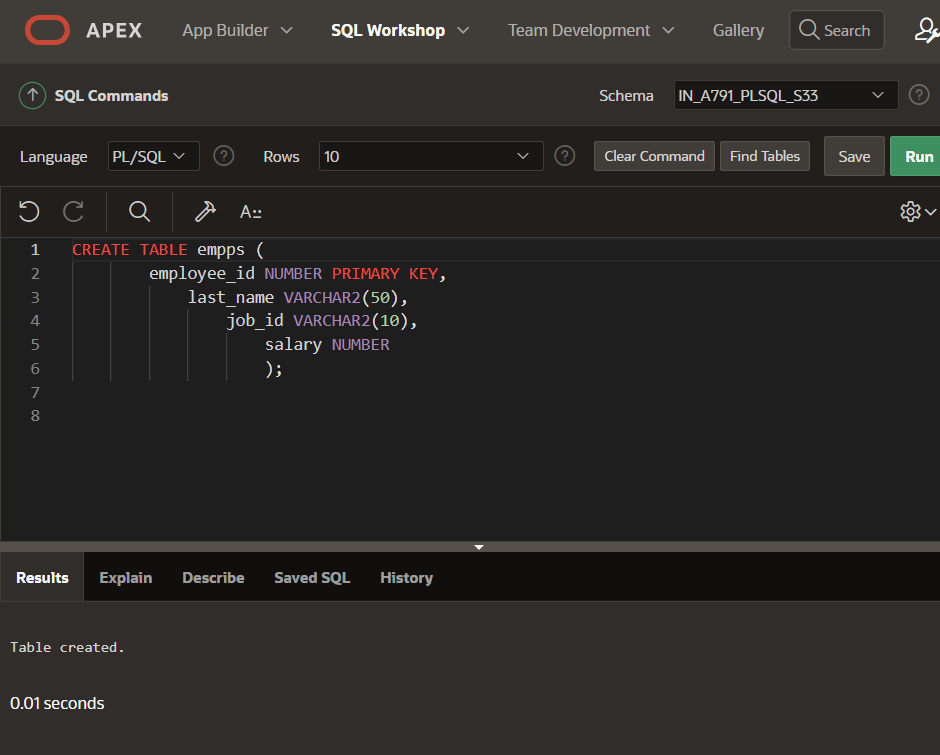 APEX App Builder SQL Workshop Team Development Gallery Search
SQL Commands Schema IN_A791_PLSQL_S33 ?
Language PL/SQL ? Rows 10 ? Clear Command Find Tables Save Run
A::
1 CREATE TABLE empps (
2 employee_id NUMBER PRIMARY KEY,
3 last_name VARCHAR2(50),
4 job_id VARCHAR2(10),
5 salary NUMBER
6 );
7
8
Results Explain Describe Saved SQL History
Table created.
0.01 seconds